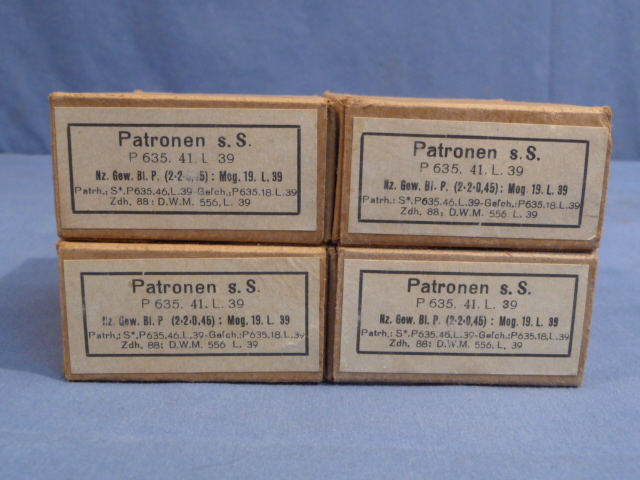 Patronen s.S.
P 635. 41. L. 39
Nz. Gew. Bl. P. (2·2· ,45) : Mog. 19. L. 39
Patrh.: S*.P635.46.L.39-Gesch.:P635.18.L.39
Zdh. 88: D.W.M. 556, L. 39
Patronen s.S.
P 635. 41. L. 39
Nz. Gew. Bl. P. (2·2·0,45) : Mog. 19. L. 39
Patrh.: S*.P635.46.L.39-Gesch.:P635.18.L.39
Zdh. 88: D.W.M. 556 L. 39
Patronen s.S.
P 635. 41. L. 39
Nz. Gew. Bl. P (2·2·0,45) : Mog. 19. L. 39
Patrh.: S*.P635.46.L.39-Gesch.:P635.18.L.39
Zdh. 88: D.W.M. 556 L. 39
Patronen s.S.
P 635. 41. L. 39
Nz. Gew. Bl. P. (2·2·0,45) : Mog. 19. L. 39
Patrh.: S*.P635.46.L.39-Gesch.:P635.18.L.39
Zdh. 88: D.W.M. 556. L. 39